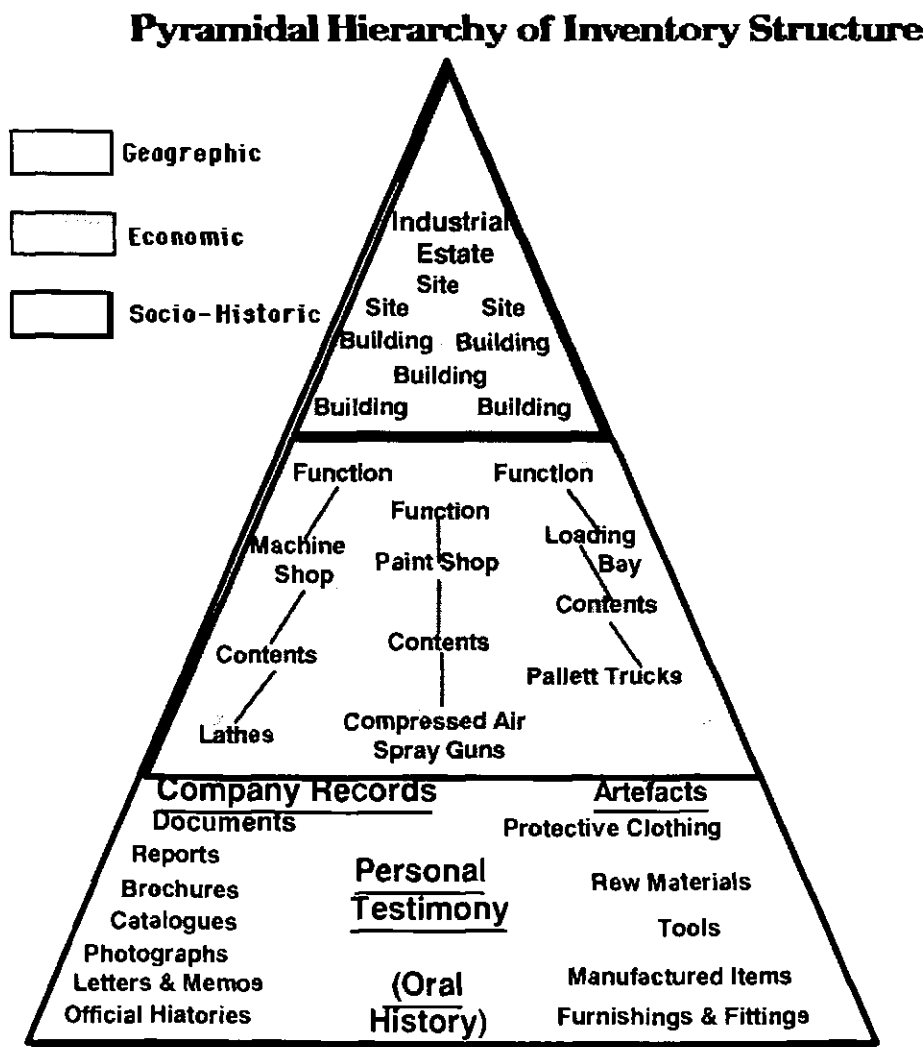 Pyramidal Hierarchy of Inventory Structure
Geogrephic
Economic
Socio-Historic
Industrial
Estate
Site
Site Site
Building Building
Building
Building Building
Function Function
Function
Machine
Shop
Paint Shop
Loading
Bay
Contents
Contents
Contents
Pallett Trucks
Lathes
Compressed Air
Spray Guns
Company Records
Documents
Reports
Brochures
Catalogues
Photographs
Letters & Memos
Official Hiatories
Personal
Testimony
(Oral
History)
Artefacts
Protective Clothing
Rew Materials
Tools
Manufactured Items
Furnishings & Fittings